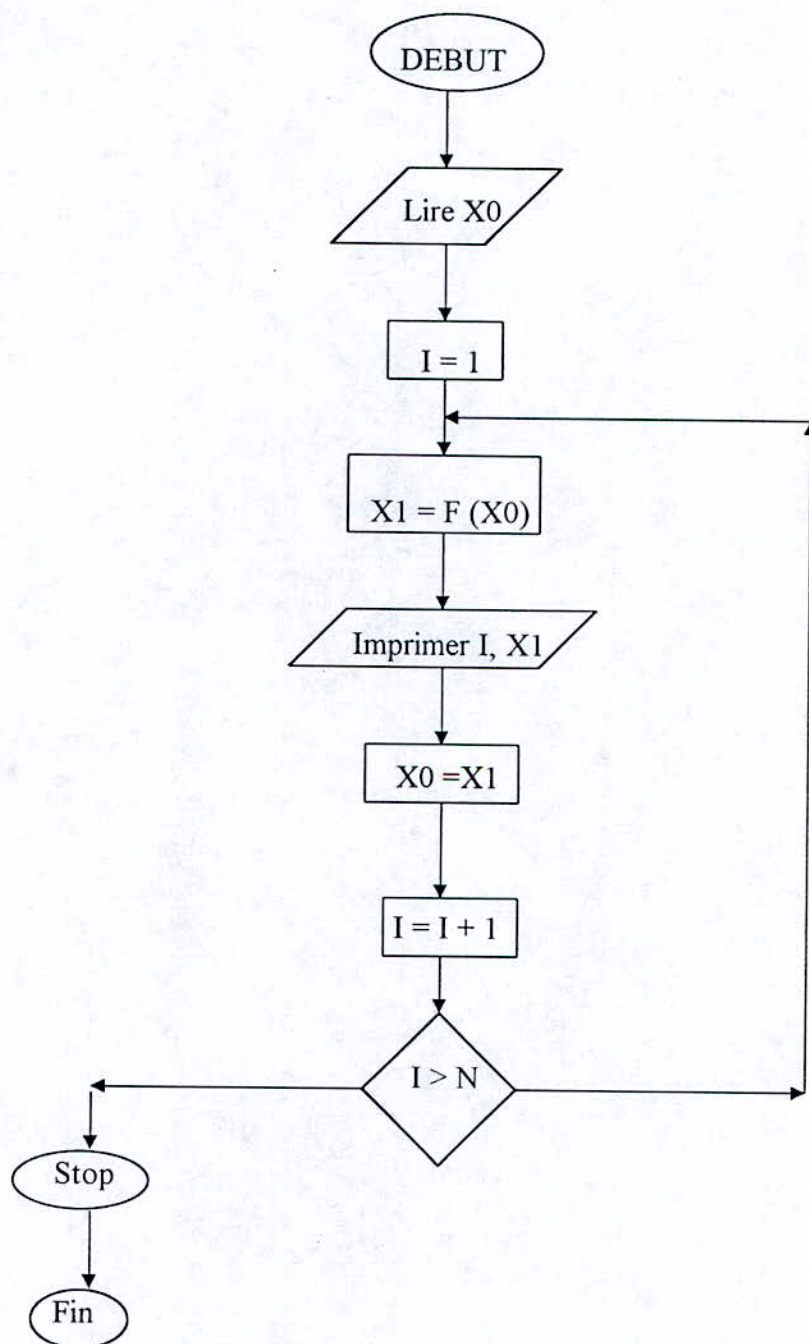 DEBUT
Lire X0
I = 1
X1 = F (X0)
Imprimer I, X1
X0 =X1
I = I + 1
I > N
Stop
Fin